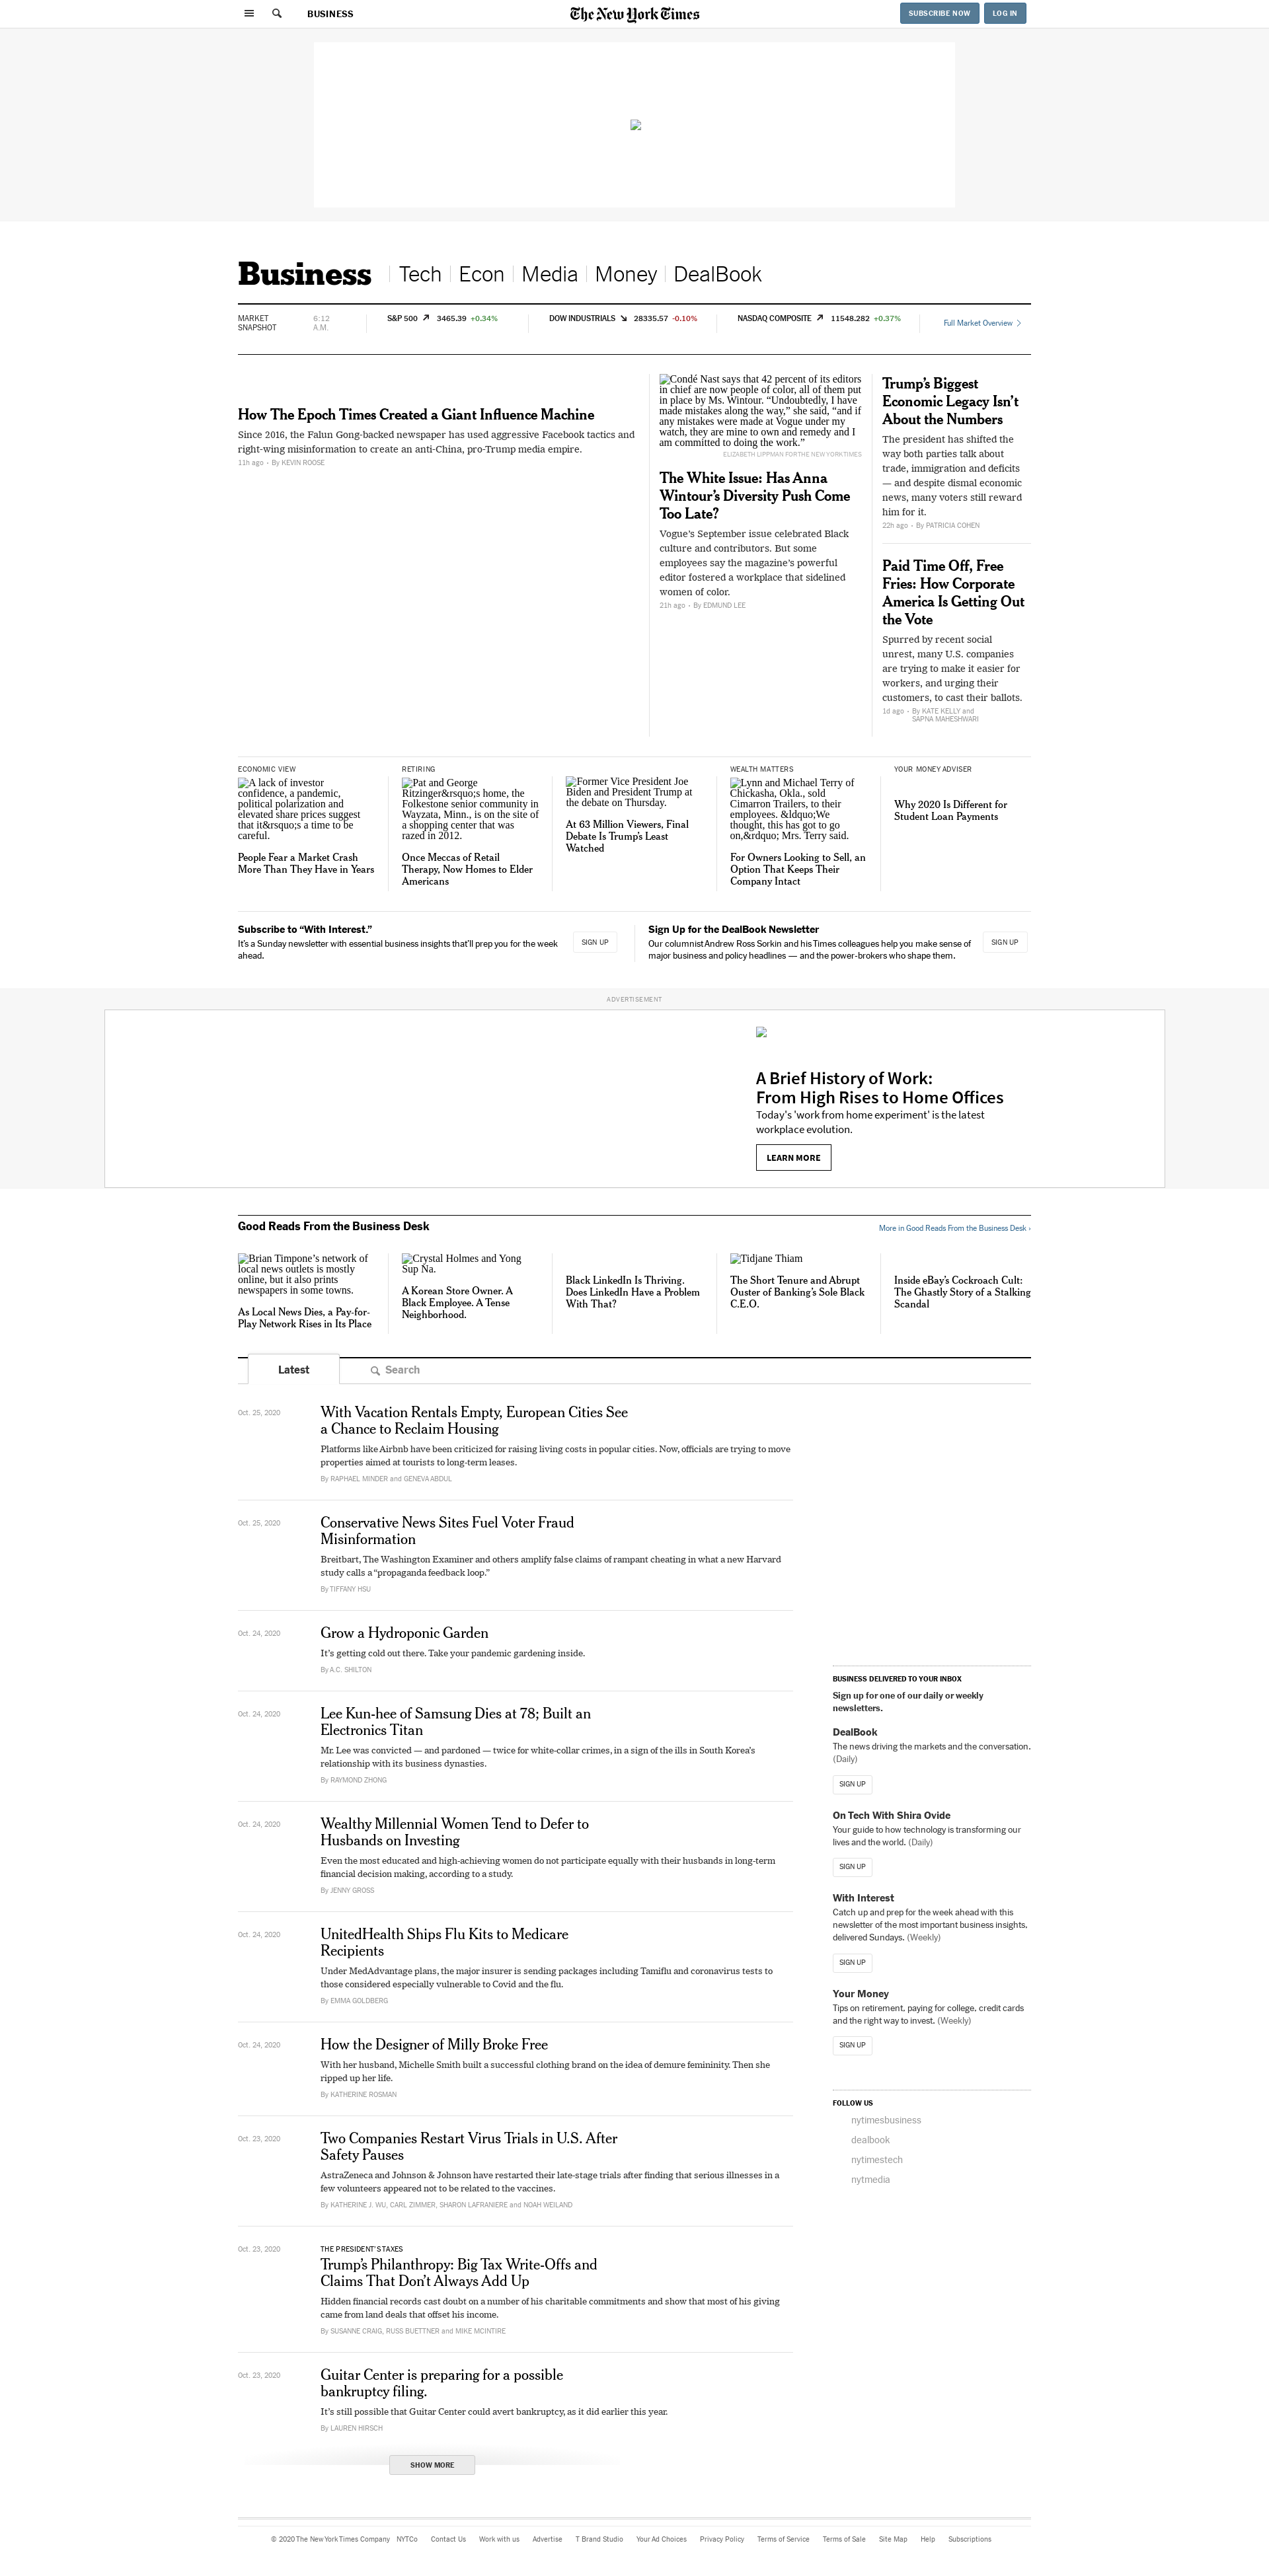 BUSINESS
The New York Times
SUBSCRIBE NOW
LOG IN
Business
Tech
Econ
Media
Money
DealBook
MARKET
SNAPSHOT
6:12
A.M.
S&P 500 3465.39 +0.34%
DOW INDUSTRIALS 28335.57 -0.10%
NASDAQ COMPOSITE 11548.282 +0.37%
Full Market Overview
How The Epoch Times Created a Giant Influence Machine
Since 2016, the Falun Gong-backed newspaper has used aggressive Facebook tactics and
right-wing misinformation to create an anti-China, pro-Trump media empire.
11h ago • By KEVIN ROOSE
Condé Nast says that 42 percent of its editors
in chief are now people of color, all of them put
in place by Ms. Wintour. “Undoubtedly, I have
made mistakes along the way,” she said, “and if
any mistakes were made at Vogue under my
watch, they are mine to own and remedy and I
am committed to doing the work.”
ELIZABETH LIPPMAN FOR THE NEW YORK TIMES
The White Issue: Has Anna
Wintour’s Diversity Push Come
Too Late?
Vogue’s September issue celebrated Black
culture and contributors. But some
employees say the magazine’s powerful
editor fostered a workplace that sidelined
women of color.
21h ago • By EDMUND LEE
Trump’s Biggest
Economic Legacy Isn’t
About the Numbers
The president has shifted the
way both parties talk about
trade, immigration and deficits
— and despite dismal economic
news, many voters still reward
him for it.
22h ago • By PATRICIA COHEN
Paid Time Off, Free
Fries: How Corporate
America Is Getting Out
the Vote
Spurred by recent social
unrest, many U.S. companies
are trying to make it easier for
workers, and urging their
customers, to cast their ballots.
1d ago • By KATE KELLY and
SAPNA MAHESHWARI
ECONOMIC VIEW
A lack of investor
confidence, a pandemic,
political polarization and
elevated share prices suggest
that it&rsquo;s a time to be
careful.
People Fear a Market Crash
More Than They Have in Years
RETIRING
Pat and George
Ritzinger&rsquo;s home, the
Folkestone senior community in
Wayzata, Minn., is on the site of
a shopping center that was
razed in 2012.
Once Meccas of Retail
Therapy, Now Homes to Elder
Americans
Former Vice President Joe
Biden and President Trump at
the debate on Thursday.
At 63 Million Viewers, Final
Debate Is Trump’s Least
Watched
WEALTH MATTERS
Lynn and Michael Terry of
Chickasha, Okla., sold
Cimarron Trailers, to their
employees. &ldquo;We
thought, this has got to go
on,&rdquo; Mrs. Terry said.
For Owners Looking to Sell, an
Option That Keeps Their
Company Intact
YOUR MONEY ADVISER
Why 2020 Is Different for
Student Loan Payments
Subscribe to “With Interest.”
It’s a Sunday newsletter with essential business insights that’ll prep you for the week
ahead.
SIGN UP
Sign Up for the DealBook Newsletter
Our columnist Andrew Ross Sorkin and his Times colleagues help you make sense of
major business and policy headlines — and the power-brokers who shape them.
SIGN UP
ADVERTISEMENT
A Brief History of Work:
From High Rises to Home Offices
Today's 'work from home experiment' is the latest
workplace evolution.
LEARN MORE
Good Reads From the Business Desk
More in Good Reads From the Business Desk ›
Brian Timpone’s network of
local news outlets is mostly
online, but it also prints
newspapers in some towns.
As Local News Dies, a Pay-for-
Play Network Rises in Its Place
Crystal Holmes and Yong
Sup Na.
A Korean Store Owner. A
Black Employee. A Tense
Neighborhood.
Black LinkedIn Is Thriving.
Does LinkedIn Have a Problem
With That?
Tidjane Thiam
The Short Tenure and Abrupt
Ouster of Banking’s Sole Black
C.E.O.
Inside eBay’s Cockroach Cult:
The Ghastly Story of a Stalking
Scandal
Latest
Search
Oct. 25, 2020
With Vacation Rentals Empty, European Cities See
a Chance to Reclaim Housing
Platforms like Airbnb have been criticized for raising living costs in popular cities. Now, officials are trying to move
properties aimed at tourists to long-term leases.
By RAPHAEL MINDER and GENEVA ABDUL
Oct. 25, 2020
Conservative News Sites Fuel Voter Fraud
Misinformation
Breitbart, The Washington Examiner and others amplify false claims of rampant cheating in what a new Harvard
study calls a “propaganda feedback loop.”
By TIFFANY HSU
Oct. 24, 2020
Grow a Hydroponic Garden
It’s getting cold out there. Take your pandemic gardening inside.
By A.C. SHILTON
Oct. 24, 2020
Lee Kun-hee of Samsung Dies at 78; Built an
Electronics Titan
Mr. Lee was convicted — and pardoned — twice for white-collar crimes, in a sign of the ills in South Korea’s
relationship with its business dynasties.
By RAYMOND ZHONG
Oct. 24, 2020
Wealthy Millennial Women Tend to Defer to
Husbands on Investing
Even the most educated and high-achieving women do not participate equally with their husbands in long-term
financial decision making, according to a study.
By JENNY GROSS
Oct. 24, 2020
UnitedHealth Ships Flu Kits to Medicare
Recipients
Under MedAdvantage plans, the major insurer is sending packages including Tamiflu and coronavirus tests to
those considered especially vulnerable to Covid and the flu.
By EMMA GOLDBERG
Oct. 24, 2020
How the Designer of Milly Broke Free
With her husband, Michelle Smith built a successful clothing brand on the idea of demure femininity. Then she
ripped up her life.
By KATHERINE ROSMAN
Oct. 23, 2020
Two Companies Restart Virus Trials in U.S. After
Safety Pauses
AstraZeneca and Johnson & Johnson have restarted their late-stage trials after finding that serious illnesses in a
few volunteers appeared not to be related to the vaccines.
By KATHERINE J. WU, CARL ZIMMER, SHARON LAFRANIERE and NOAH WEILAND
Oct. 23, 2020
THE PRESIDENT'S TAXES
Trump’s Philanthropy: Big Tax Write-Offs and
Claims That Don’t Always Add Up
Hidden financial records cast doubt on a number of his charitable commitments and show that most of his giving
came from land deals that offset his income.
By SUSANNE CRAIG, RUSS BUETTNER and MIKE MCINTIRE
Oct. 23, 2020
Guitar Center is preparing for a possible
bankruptcy filing.
It’s still possible that Guitar Center could avert bankruptcy, as it did earlier this year.
By LAUREN HIRSCH
SHOW MORE
BUSINESS DELIVERED TO YOUR INBOX
Sign up for one of our daily or weekly
newsletters.
DealBook
The news driving the markets and the conversation.
(Daily)
SIGN UP
On Tech With Shira Ovide
Your guide to how technology is transforming our
lives and the world. (Daily)
SIGN UP
With Interest
Catch up and prep for the week ahead with this
newsletter of the most important business insights,
delivered Sundays. (Weekly)
SIGN UP
Your Money
Tips on retirement, paying for college, credit cards
and the right way to invest. (Weekly)
SIGN UP
FOLLOW US
nytimesbusiness
dealbook
nytimestech
nytmedia
© 2020 The New York Times Company NYTCo Contact Us Work with us Advertise T Brand Studio Your Ad Choices Privacy Policy Terms of Service Terms of Sale Site Map Help Subscriptions